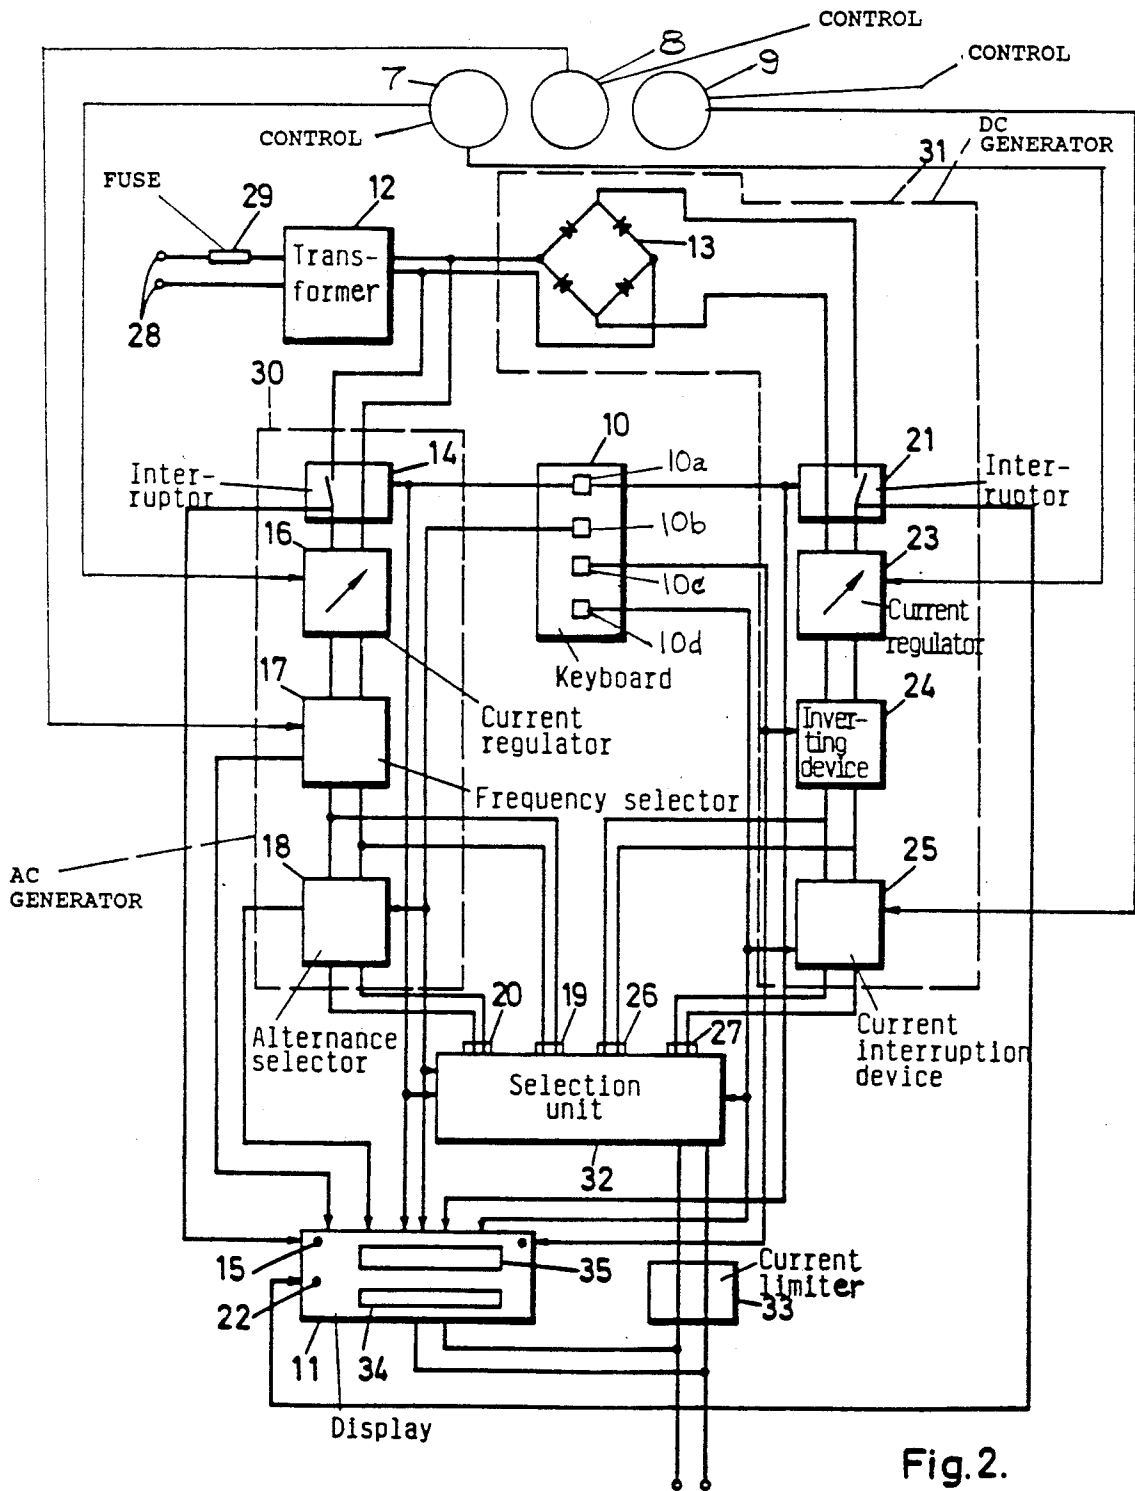 CONTROL
8
CONTROL
7
9
CONTROL
DC
GENERATOR
31
FUSE
29
12
Trans-
former
13
28
30
10
14
10a
21
Inter-
ruptor
Inter-
ruptor
10b
16
23
10c
Current
regulator
10d
Keyboard
17
24
Current
regulator
Inver-
ting
device
Frequency selector
18
25
AC
GENERATOR
20
19
26
27
Alternance
selector
Current
interruption
device
Selection
unit
32
15
35
Current
limiter
33
22
11
34
Display
Fig. 2.